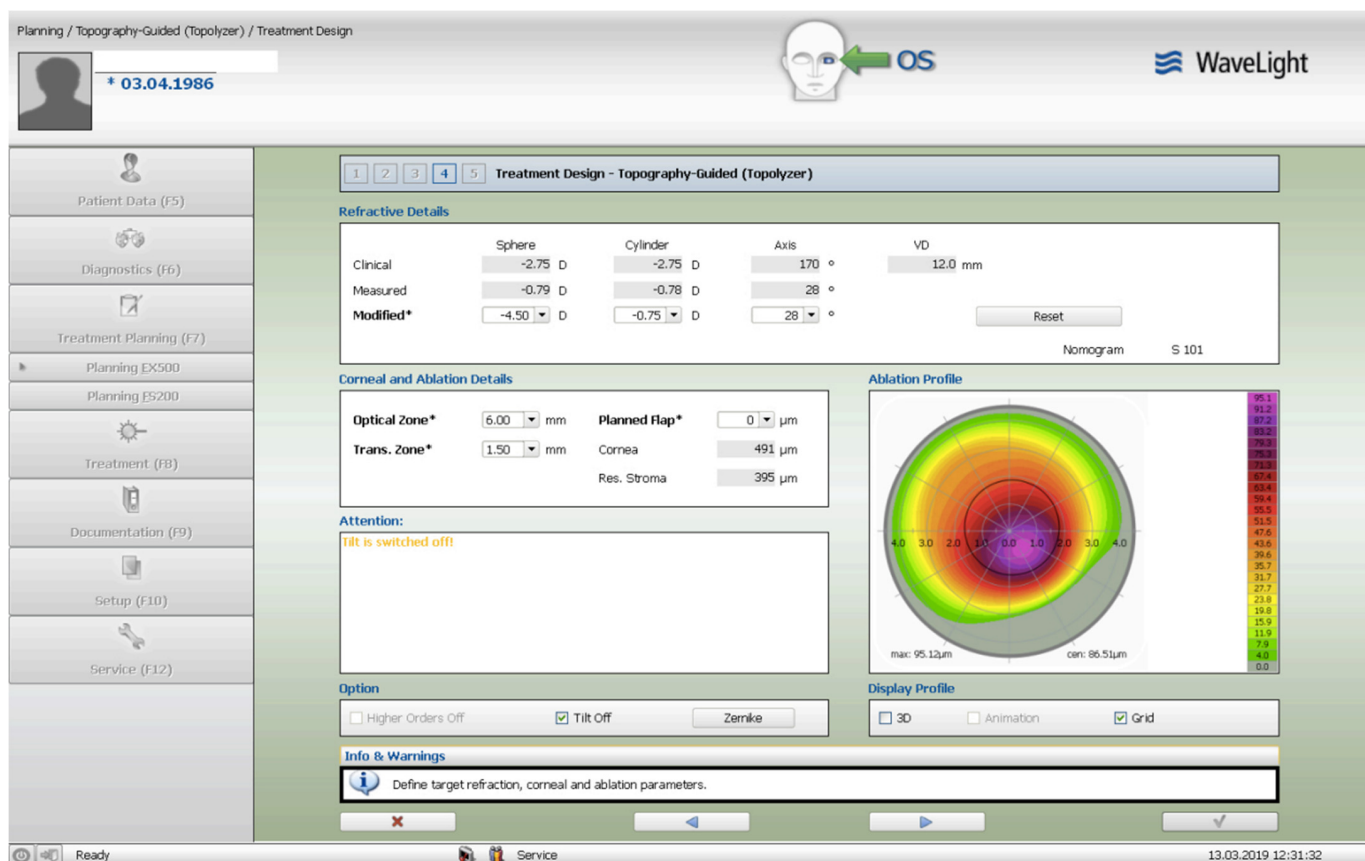 Planning / Topography-Guided (Topolyzer) / Treatment Design
* 03.04.1986
OS
WaveLight
Patient Data (F5)
Diagnostics (F6)
Treatment Planning (F7)
Planning EX500
Planning FS200
Treatment (F8)
Documentation (F9)
Setup (F10)
Service (F12)
1 2 3 4 5 Treatment Design - Topography-Guided (Topolyzer)
Refractive Details
Sphere Cylinder Axis VD
Clinical -2.75 D -2.75 D 170 ° 12.0 mm
Measured -0.79 D -0.78 D 28 °
Modified* -4.50 D -0.75 D 28 ° Reset
Nomogram S 101
Corneal and Ablation Details
Optical Zone* 6.00 mm Planned Flap* 0 µm
Trans. Zone* 1.50 mm Cornea 491 µm
Res. Stroma 395 µm
Attention:
Tilt is switched off!
Ablation Profile
95.1
91.2
87.2
83.2
79.3
75.3
71.3
67.4
63.4
59.4
55.5
51.5
47.6
43.6
39.6
35.7
31.7
27.7
23.8
19.8
15.9
11.9
7.9
4.0
0.0
4.0 3.0 2.0 1.0 0.0 1.0 2.0 3.0 4.0
max: 95.12µm cen: 86.51µm
Option
Higher Orders Off Tilt Off Zernike
Display Profile
3D Animation Grid
Info & Warnings
Define target refraction, corneal and ablation parameters.
Ready Service 13.03.2019 12:31:32